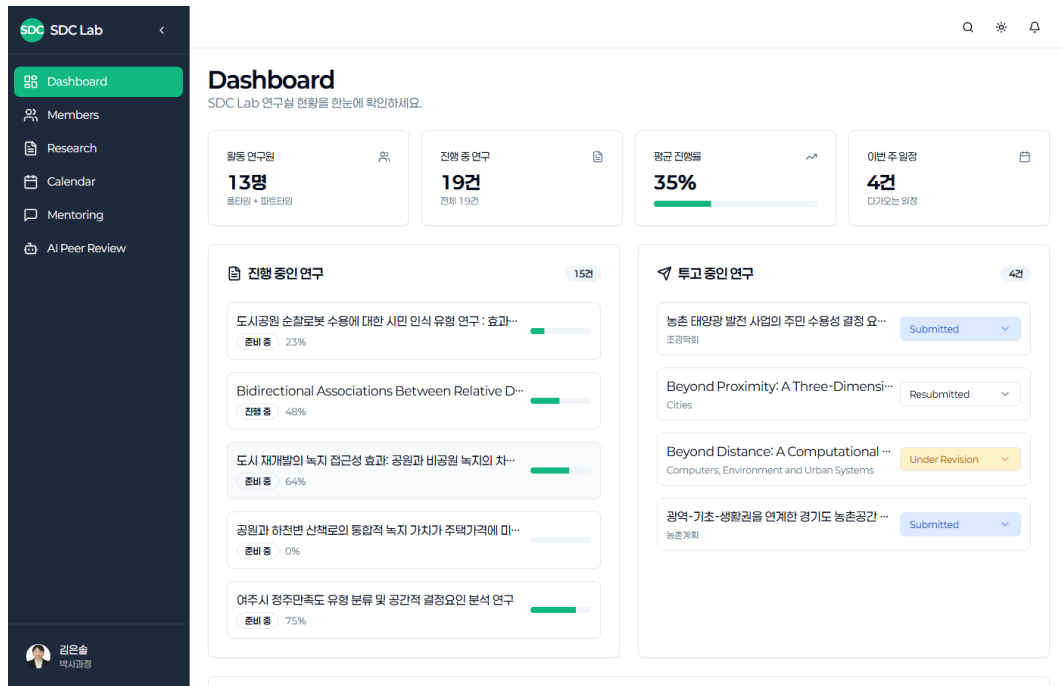 SDC SDC Lab
Dashboard
Members
Research
Calendar
Mentoring
AI Peer Review
김은솔
박사과정
Dashboard
SDC Lab 연구실 현황을 한눈에 확인하세요.
활동 연구원
13명
풀타임 + 파트타임
진행 중 연구
19건
전체 19건
평균 진행률
35%
이번 주 일정
4건
다가오는 일정
진행 중인 연구
15건
도시공원 순찰로봇 수용에 대한 시민 인식 유형 연구 : 효과…
준비 중 23%
Bidirectional Associations Between Relative D…
진행 중 48%
도시 재개발의 녹지 접근성 효과: 공원과 비공원 녹지의 차…
준비 중 64%
공원과 하천변 산책로의 통합적 녹지 가치가 주택가격에 미…
준비 중 0%
여주시 정주만족도 유형 분류 및 공간적 결정요인 분석 연구
준비 중 75%
투고 중인 연구
4건
농촌 태양광 발전 사업의 주민 수용성 결정 요…
조경학회
Submitted
Beyond Proximity: A Three-Dimensi…
Cities
Resubmitted
Beyond Distance: A Computational …
Computers, Environment and Urban Systems
Under Revision
광역-기초-생활권을 연계한 경기도 농촌공간 …
농촌계획
Submitted